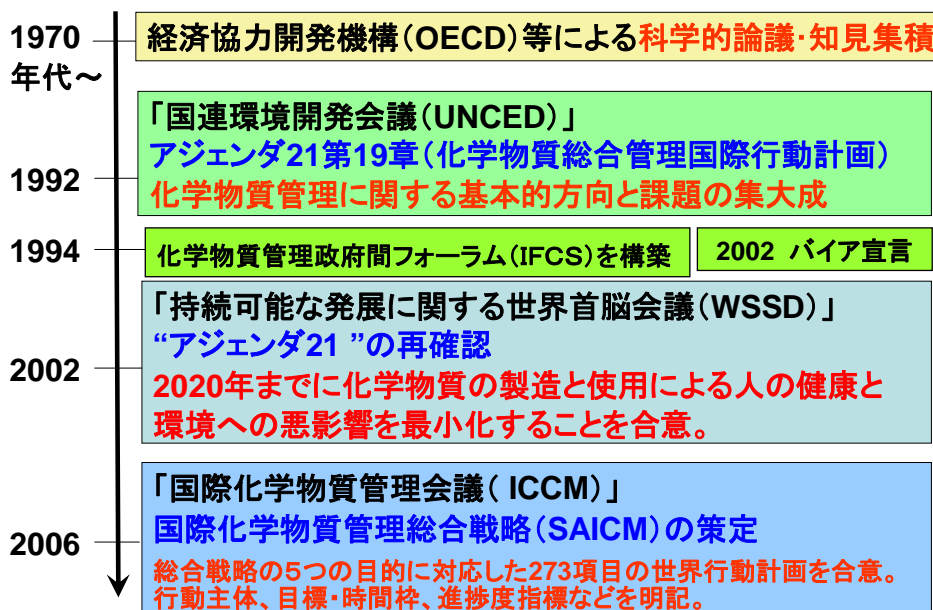 1970
年代～
経済協力開発機構(OECD)等による科学的論議・知見集積
1992
「国連環境開発会議(UNCED)」
アジェンダ21第19章(化学物質総合管理国際行動計画)
化学物質管理に関する基本的方向と課題の集大成
1994
化学物質管理政府間フォーラム(IFCS)を構築
2002 バイア宣言
2002
「持続可能な発展に関する世界首脳会議(WSSD)」
“アジェンダ21 ”の再確認
2020年までに化学物質の製造と使用による人の健康と
環境への悪影響を最小化することを合意。
2006
「国際化学物質管理会議( ICCM)」
国際化学物質管理総合戦略(SAICM)の策定
総合戦略の5つの目的に対応した273項目の世界行動計画を合意。
行動主体、目標・時間枠、進捗度指標などを明記。